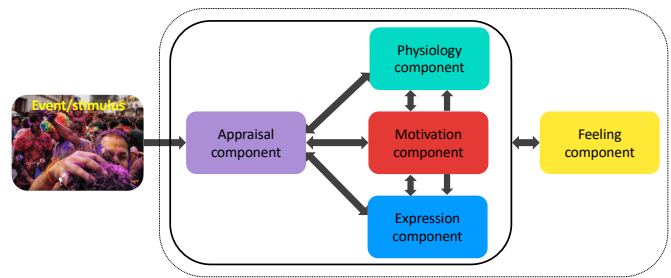 Event/stimulus
Appraisal
component
Physiology
component
Motivation
component
Expression
component
Feeling
component